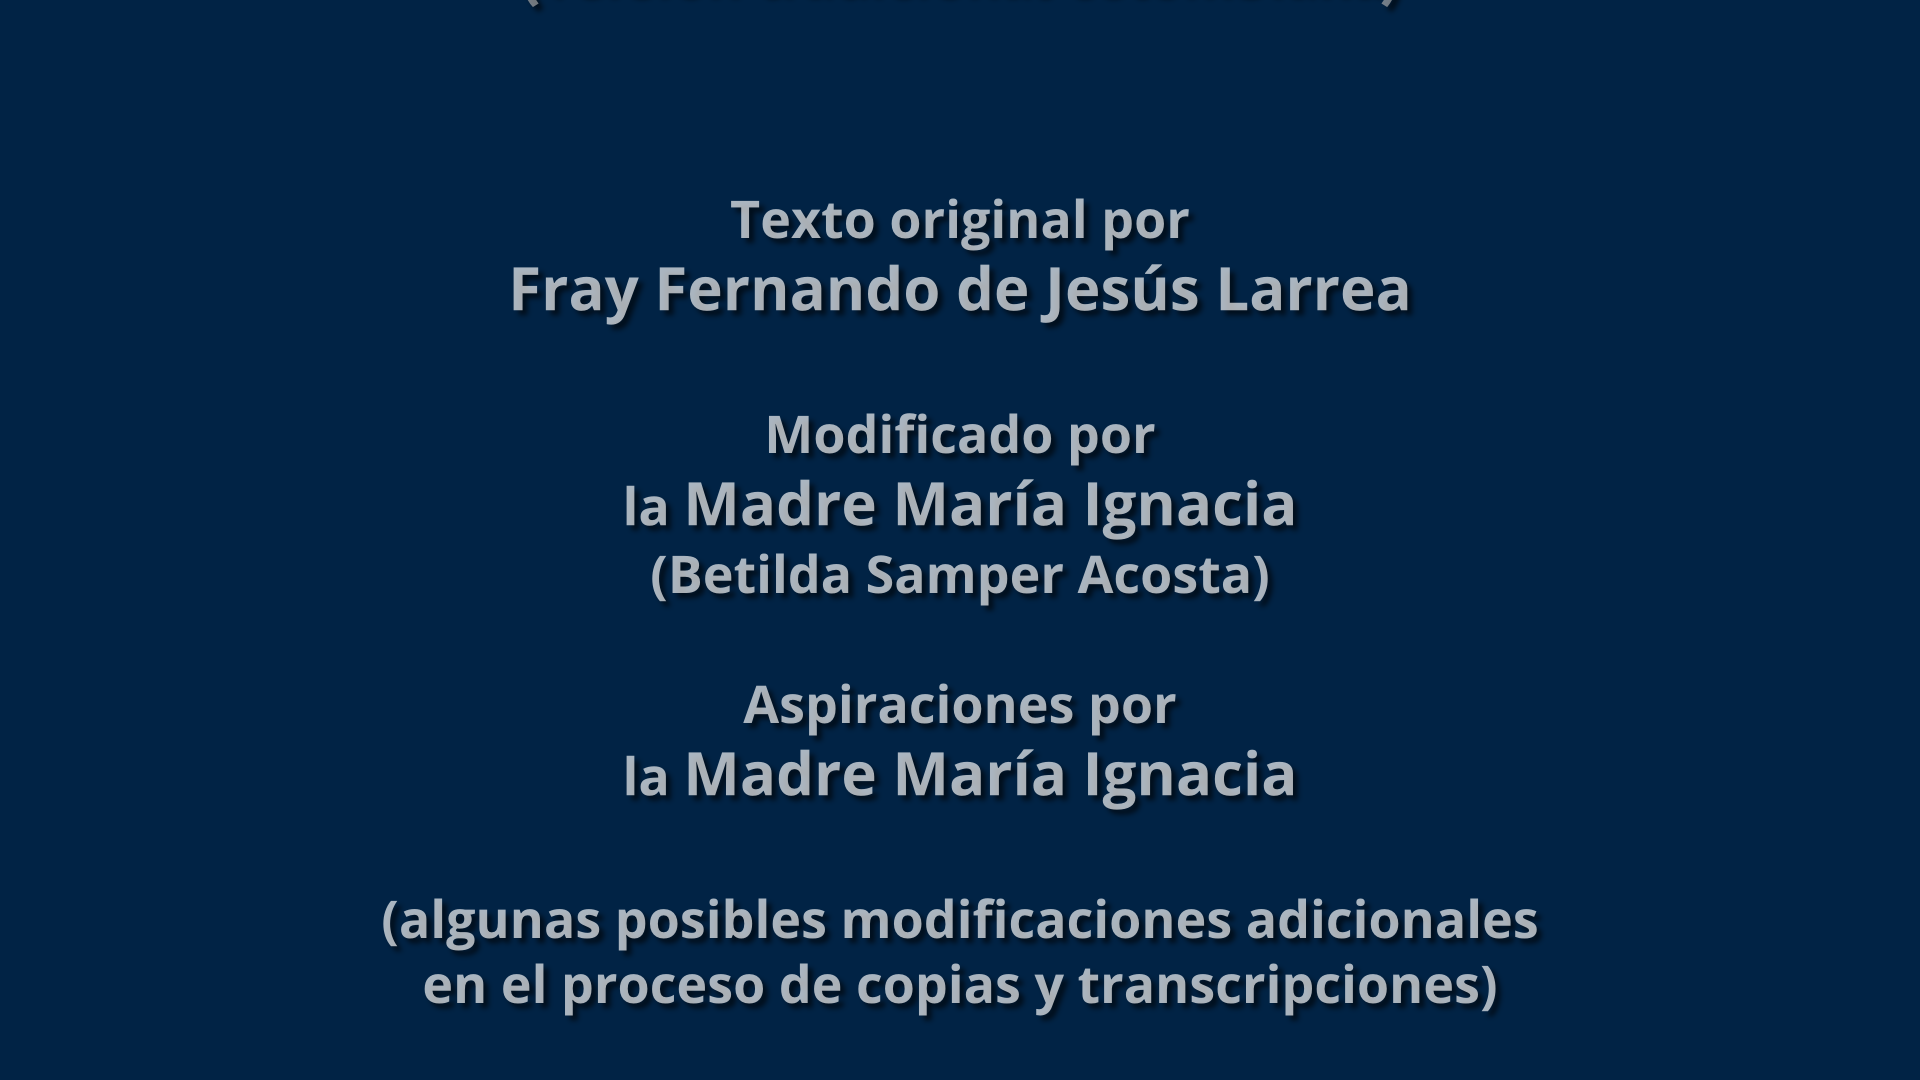 Texto original por
Fray Fernando de Jesús Larrea
Modificado por
la Madre María Ignacia
(Betilda Samper Acosta)
Aspiraciones por
la Madre María Ignacia
(algunas posibles modificaciones adicionales
en el proceso de copias y transcripciones)